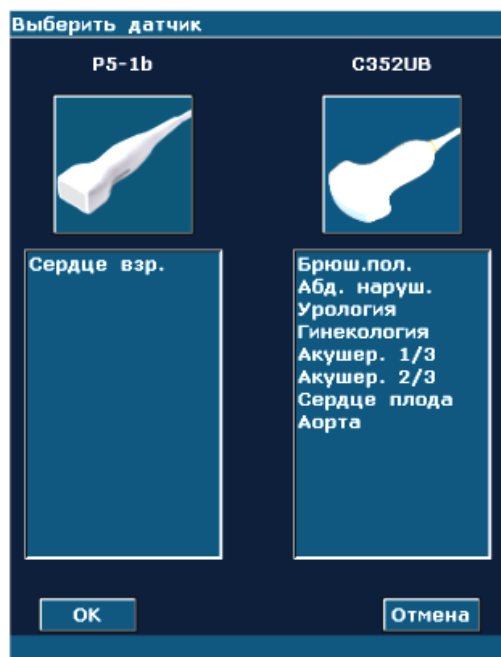 Выберить датчик
P5-1b
C352UB
Сердце взр.
Брюш.пол.
Абд. наруш.
Урология
Гинекология
Акушер. 1/3
Акушер. 2/3
Сердце плода
Аорта
ОК
Отмена